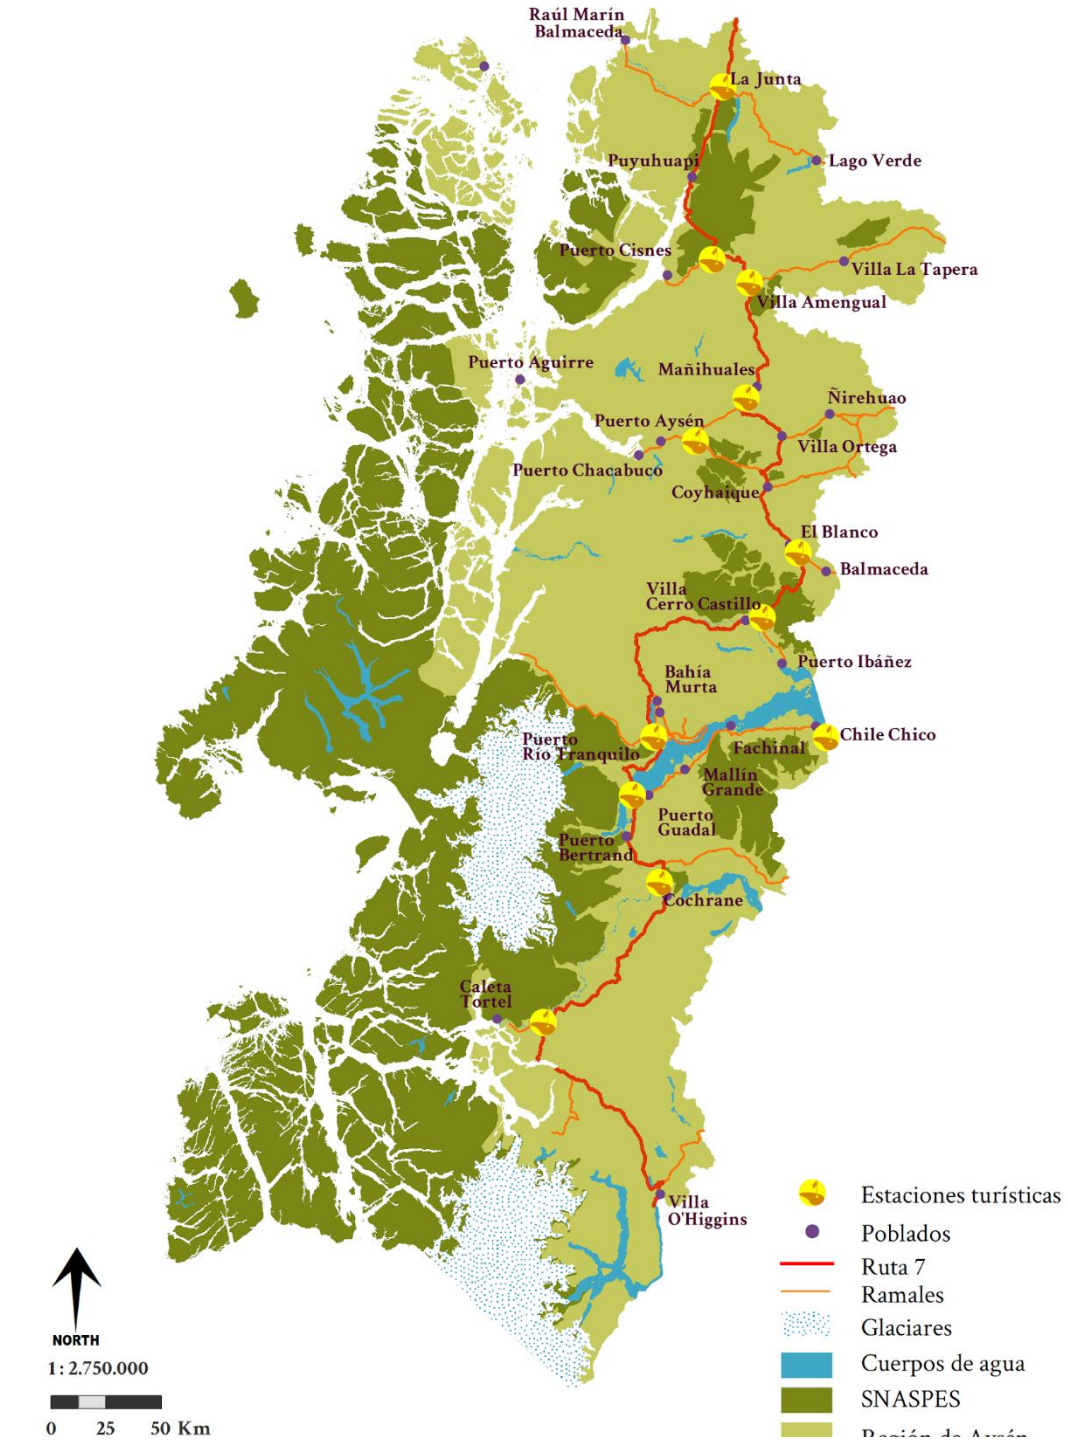 Raúl Marín
Balmaceda
La Junta
Puyuhuapi
Lago Verde
Puerto Cisnes
Villa La Tapera
Villa Amengual
Puerto Aguirre
Mañihuales
Ñirehuao
Puerto Aysén
Villa Ortega
Puerto Chacabuco
Coyhaique
El Blanco
Balmaceda
Villa
Cerro Castillo
Puerto Ibáñez
Bahía
Murta
Puerto
Río Tranquilo
Chile Chico
Fachinal
Mallín
Grande
Puerto
Guadal
Puerto
Bertrand
Cochrane
Caleta
Tortel
Villa
O'Higgins
NORTH
1: 2.750.000
0 25 50 Km
Estaciones turísticas
Poblados
Ruta 7
Ramales
Glaciares
Cuerpos de agua
SNASPES
Región de Aysén